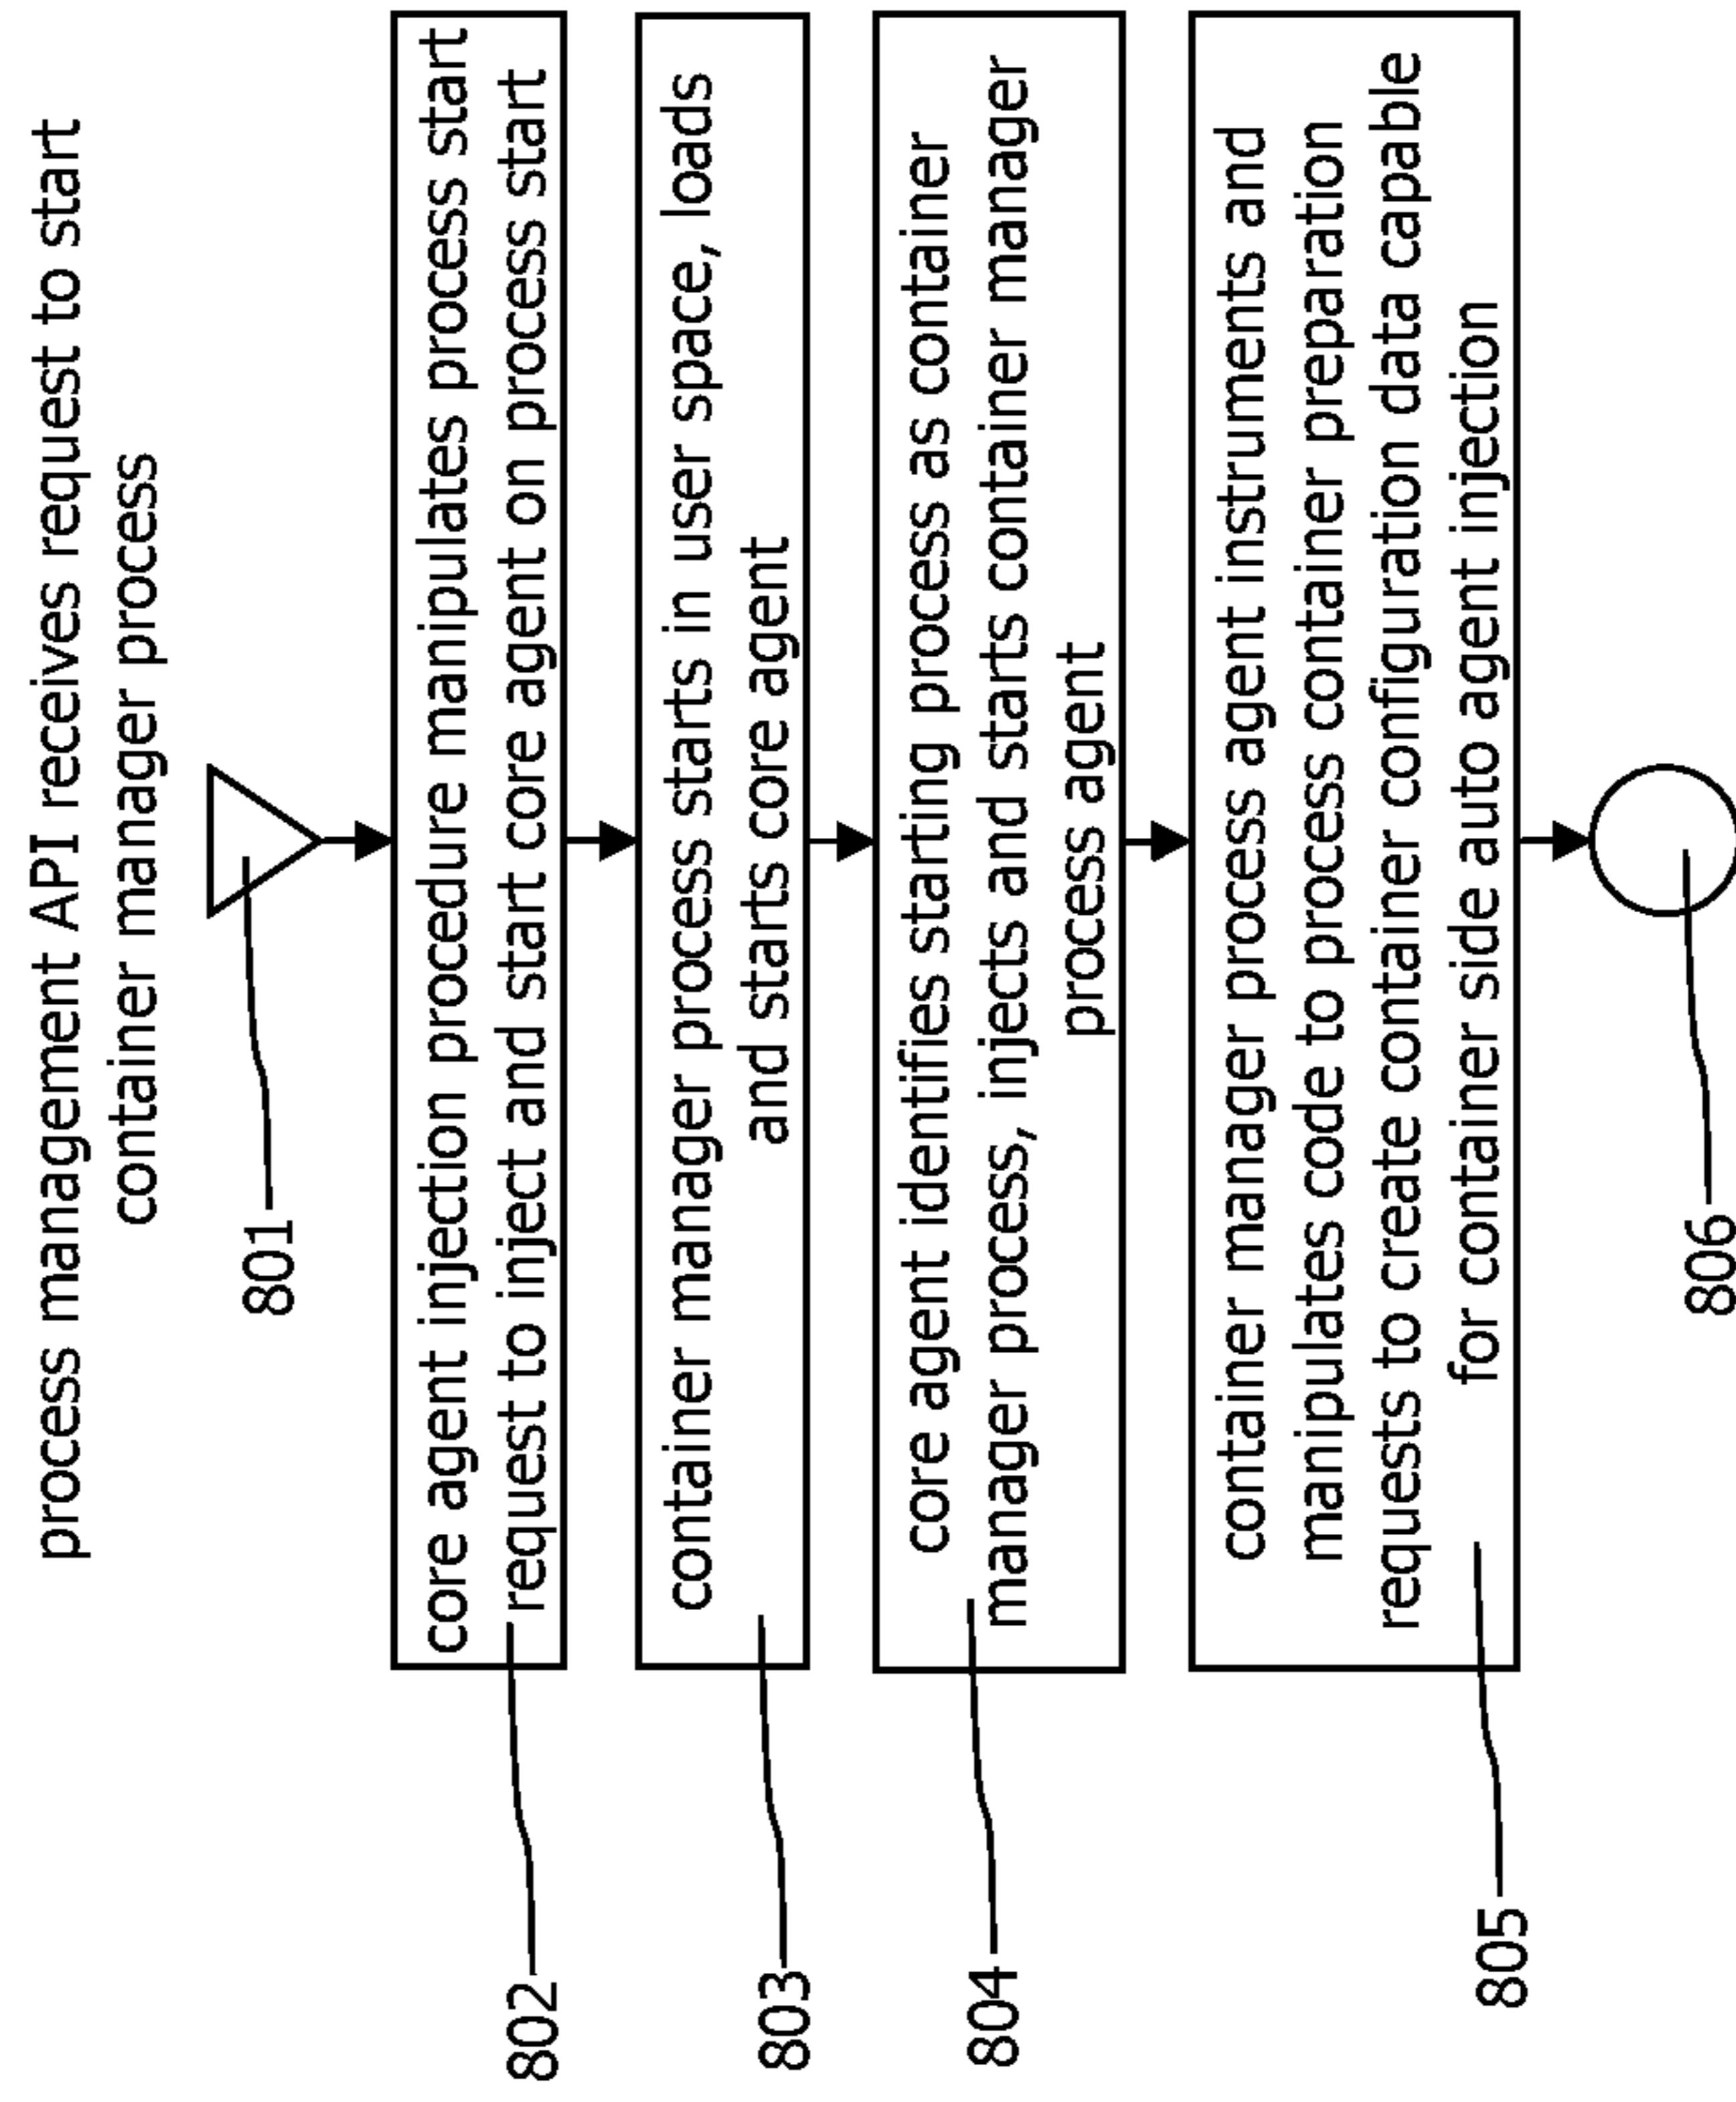 process management API receives request to start
container manager process
801
core agent injection procedure manipulates process start
request to inject and start core agent on process start
802
container manager process starts in user space, loads
and starts core agent
803
core agent identifies starting process as container
manager process, injects and starts container manager
process agent
804
container manager process agent instruments and
manipulates code to process container preparation
requests to create container configuration data capable
for container side auto agent injection
805
806